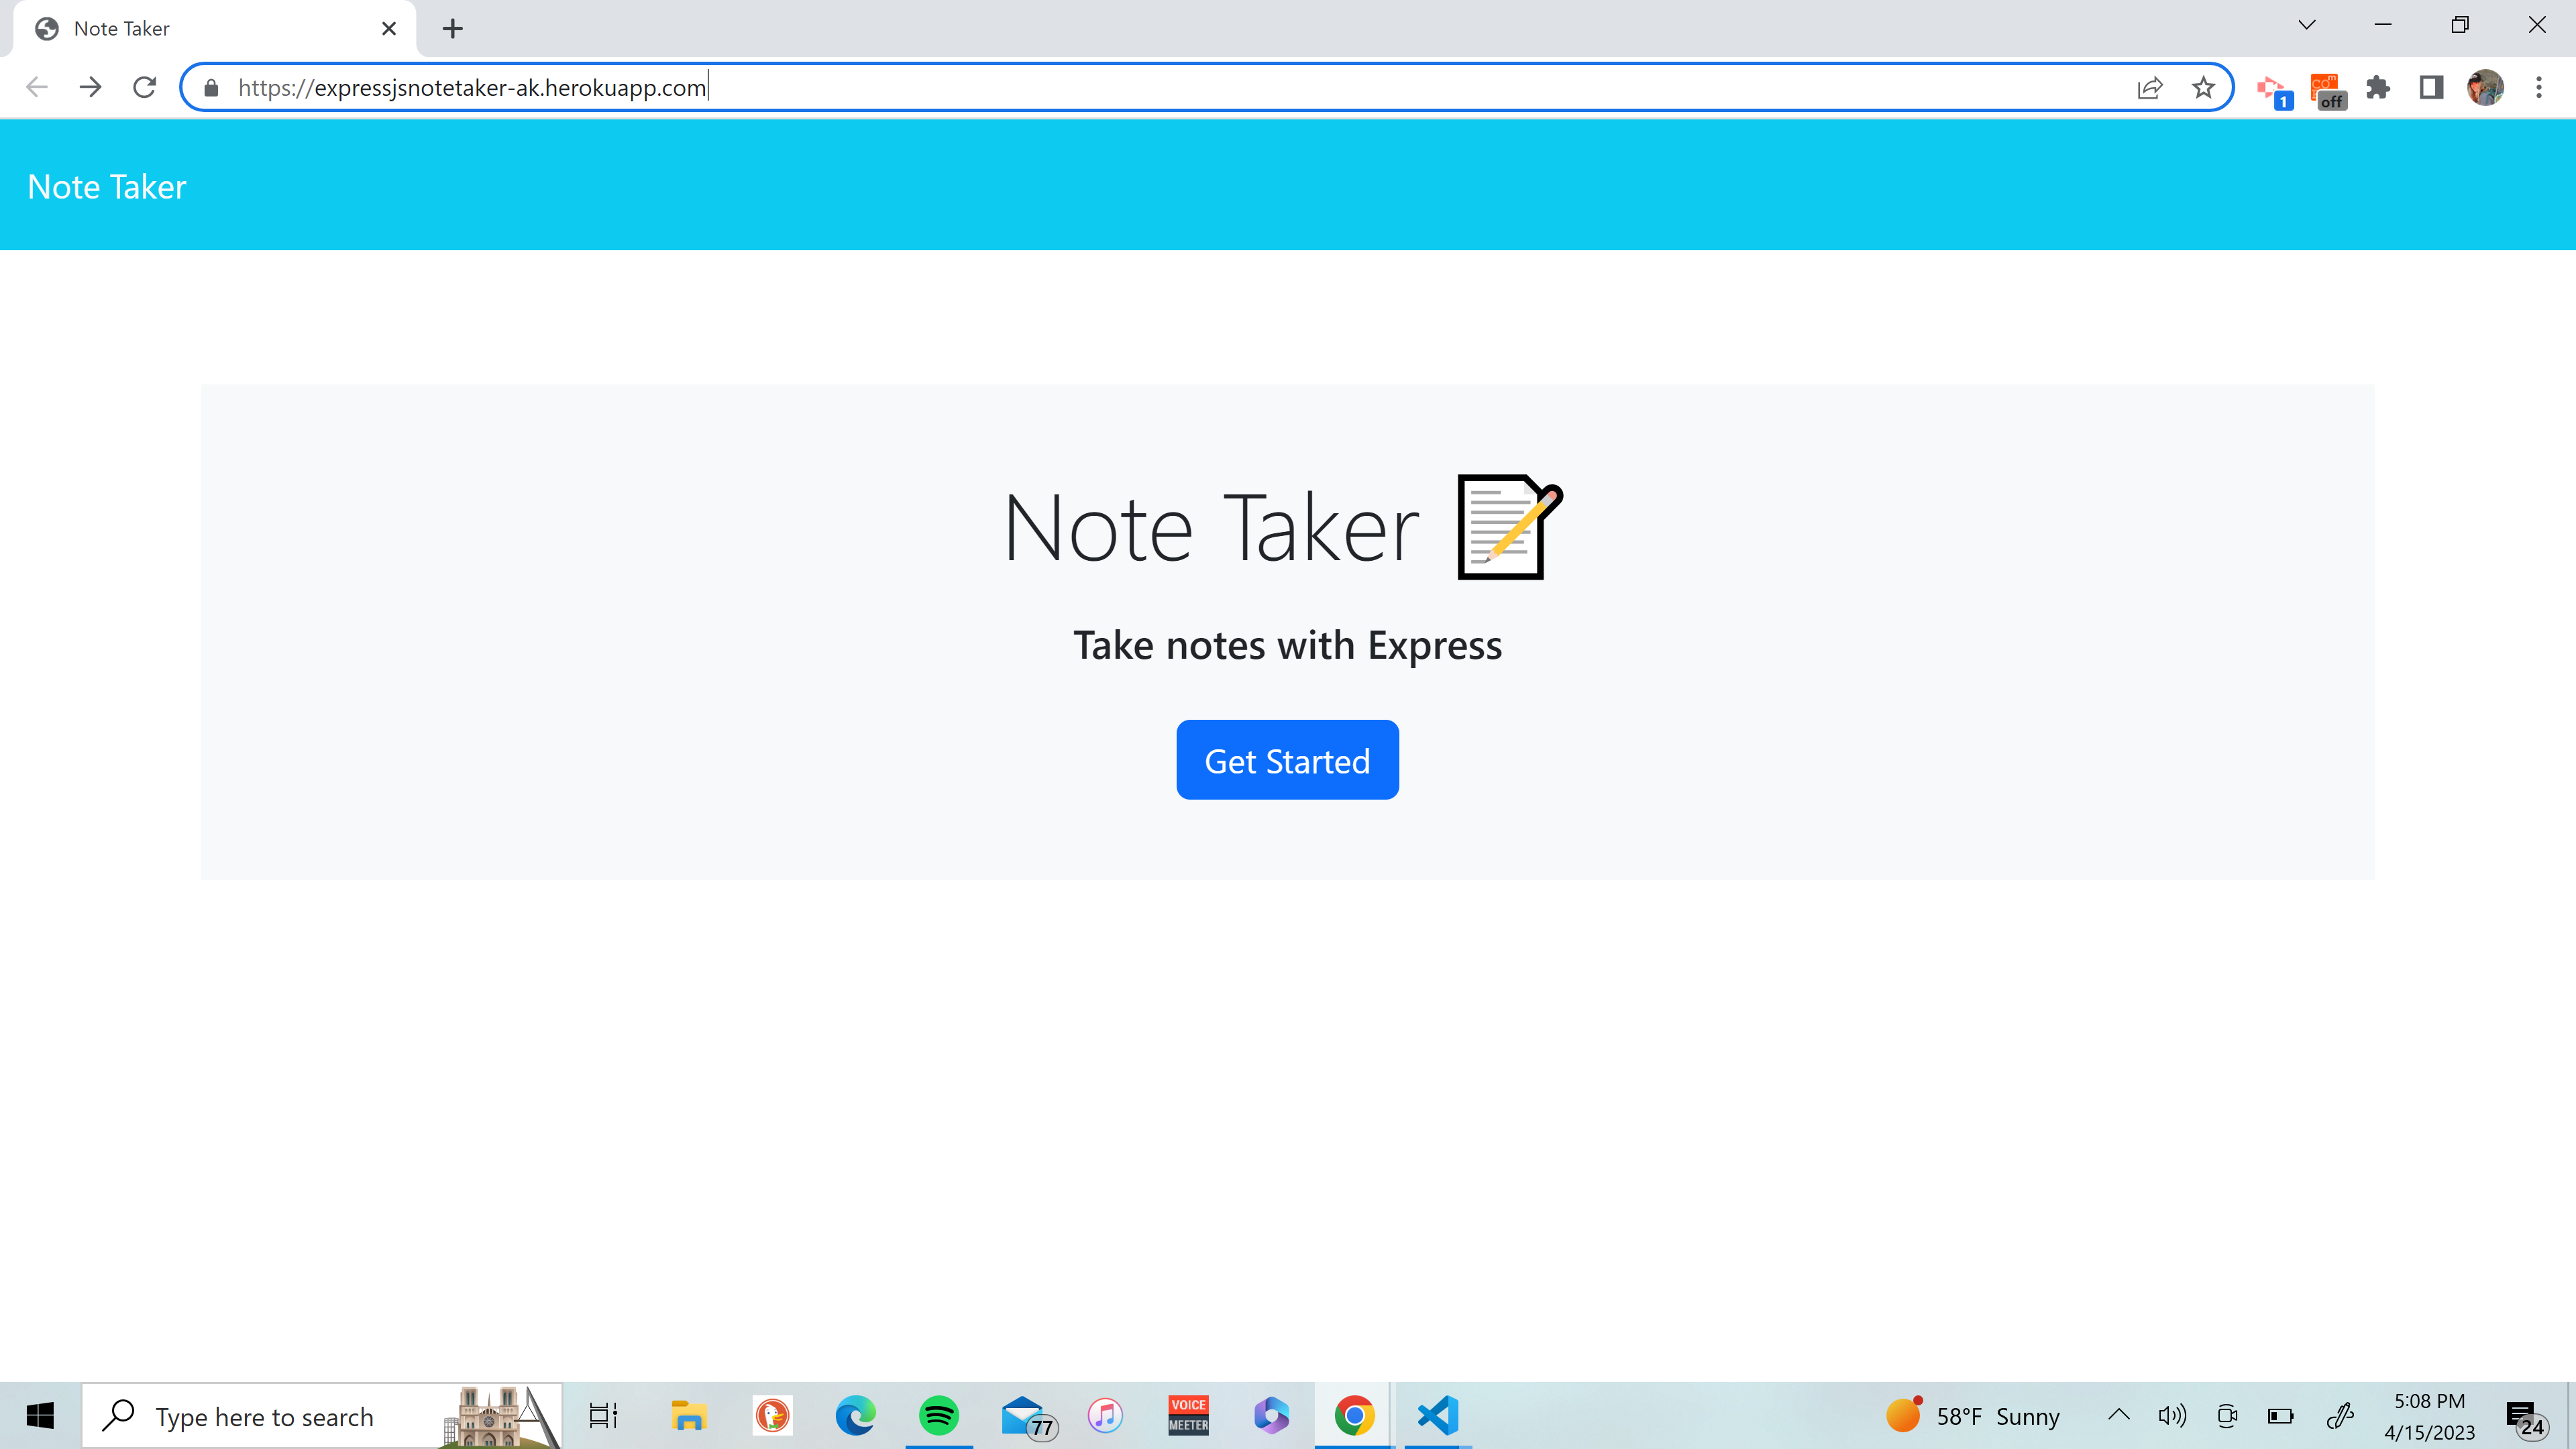 Note Taker
https://expressjsnotetaker-ak.herokuapp.com
1
off
Note Taker
Note Taker
Take notes with Express
Get Started
Type here to search
77
VOICE
MEETER
58°F Sunny
5:08 PM
4/15/2023
24